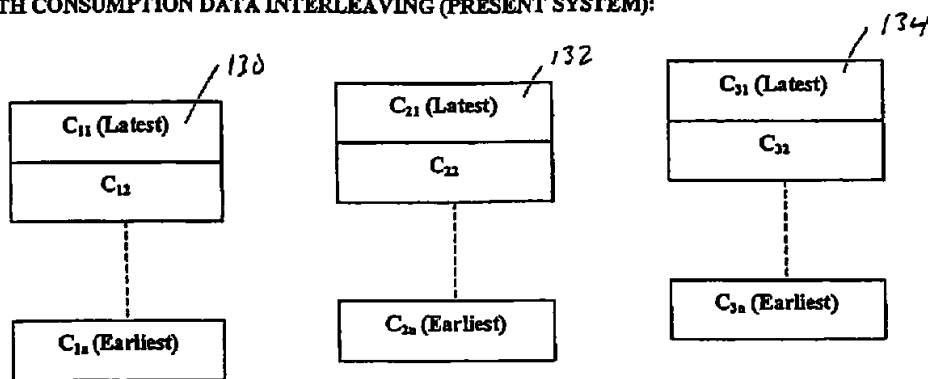 TH CONSUMPTION DATA INTERLEAVING (PRESENT SYSTEM):
130
132
134
C₁₁ (Latest)
C₁₂
C₁ₙ (Earliest)
C₂₁ (Latest)
C₂₂
C₂ₙ (Earliest)
C₃₁ (Latest)
C₃₂
C₃ₙ (Earliest)